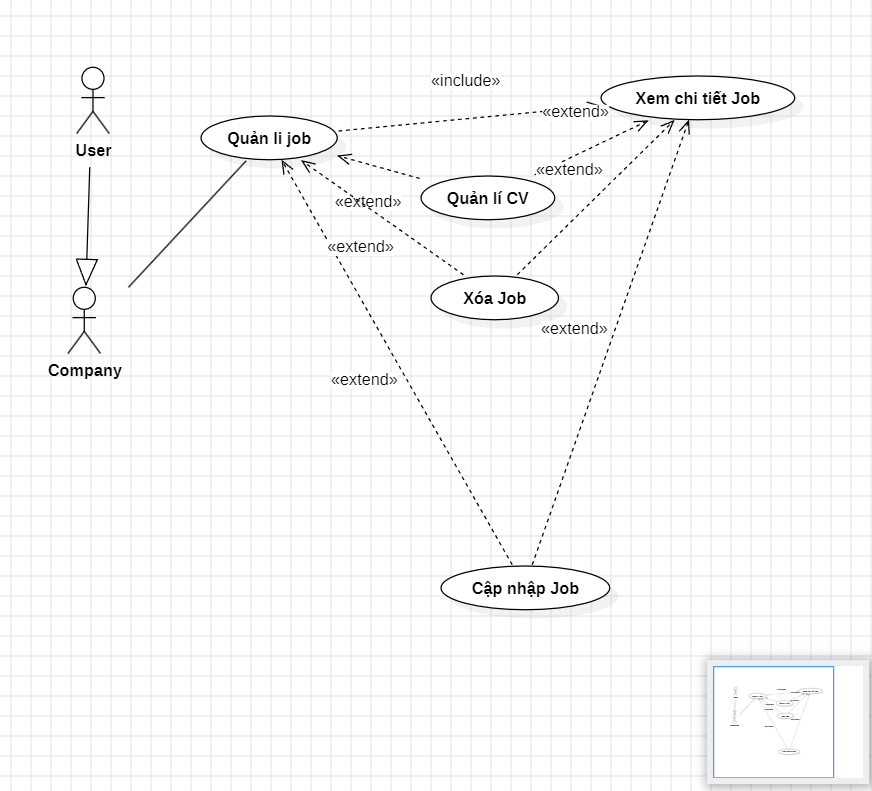 «include»
Xem chi tiết Job
«extend»
Quản li job
User
«extend»
Quản lí CV
«extend»
«extend»
Xóa Job
«extend»
Company
«extend»
Cập nhập Job